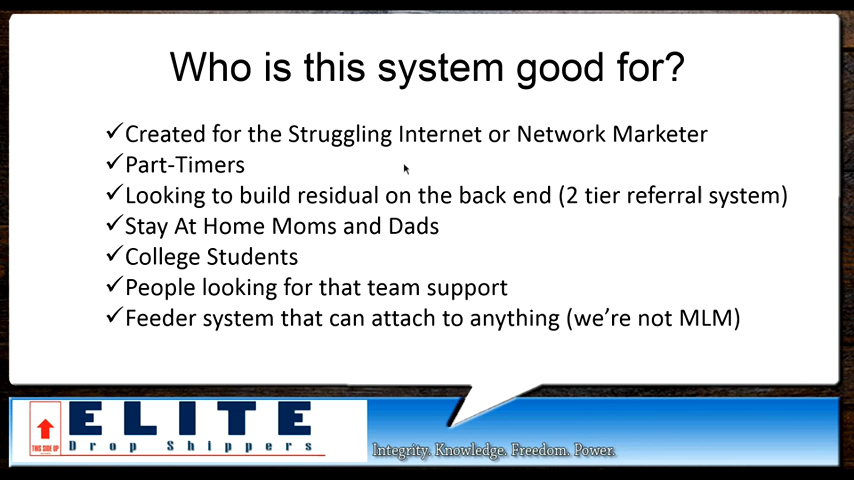 Who is this system good for?
✓Created for the Struggling Internet or Network Marketer
✓Part-Timers
✓Looking to build residual on the back end (2 tier referral system)
✓Stay At Home Moms and Dads
✓College Students
✓People looking for that team support
✓Feeder system that can attach to anything (we're not MLM)
ELITE
Drop Shippers
THIS SIDE UP
Integrity. Knowledge. Freedom. Power.